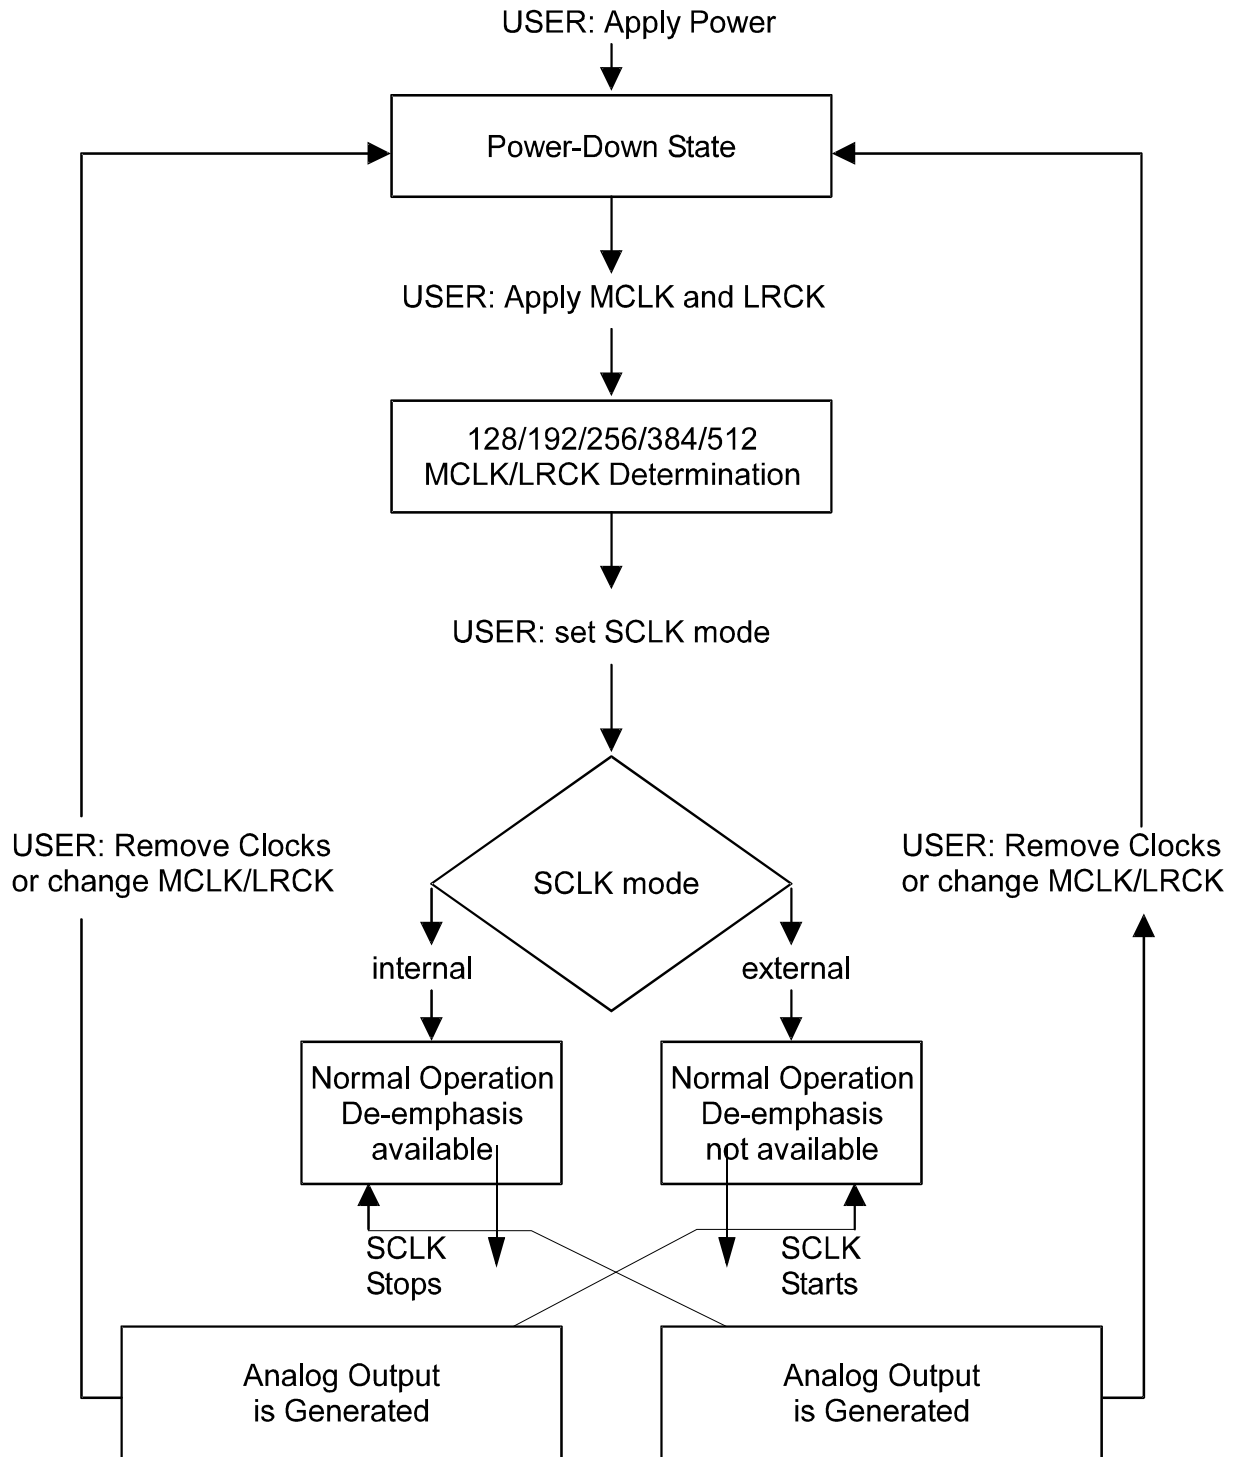 USER: Apply Power
Power-Down State
USER: Apply MCLK and LRCK
128/192/256/384/512
MCLK/LRCK Determination
USER: set SCLK mode
USER: Remove Clocks
or change MCLK/LRCK
SCLK mode
USER: Remove Clocks
or change MCLK/LRCK
internal
external
Normal Operation
De-emphasis
available
Normal Operation
De-emphasis
not available
SCLK
Stops
SCLK
Starts
Analog Output
is Generated
Analog Output
is Generated